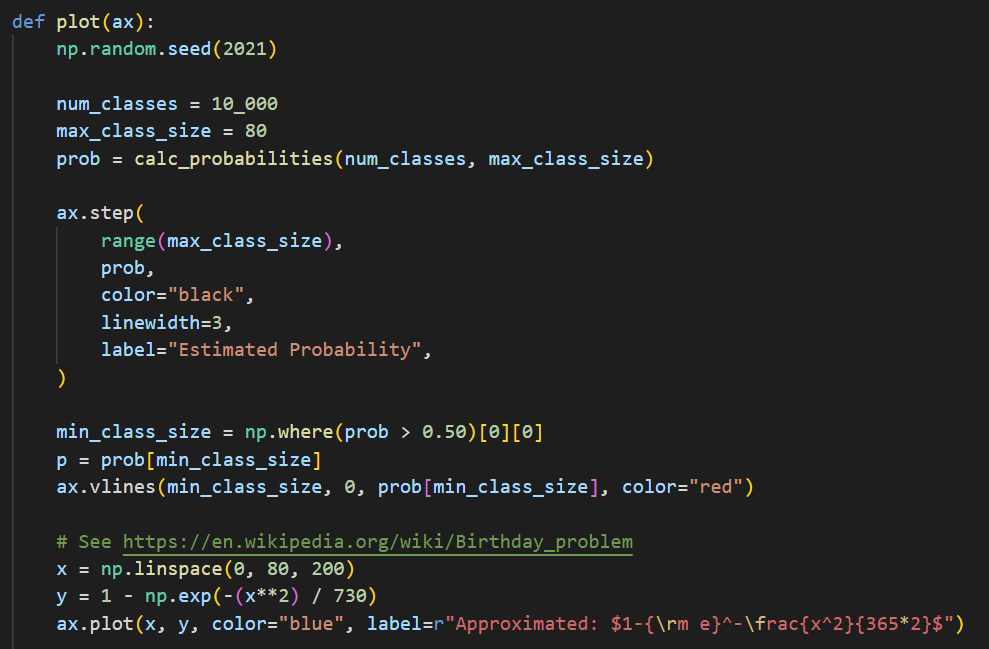 def plot(ax):
    np.random.seed(2021)

    num_classes = 10_000
    max_class_size = 80
    prob = calc_probabilities(num_classes, max_class_size)

    ax.step(
        range(max_class_size),
        prob,
        color="black",
        linewidth=3,
        label="Estimated Probability",
    )

    min_class_size = np.where(prob > 0.50)[0][0]
    p = prob[min_class_size]
    ax.vlines(min_class_size, 0, prob[min_class_size], color="red")

    # See https://en.wikipedia.org/wiki/Birthday_problem
    x = np.linspace(0, 80, 200)
    y = 1 - np.exp(-(x**2) / 730)
    ax.plot(x, y, color="blue", label=r"Approximated: $1-{\rm e}^-\frac{x^2}{365*2}$")